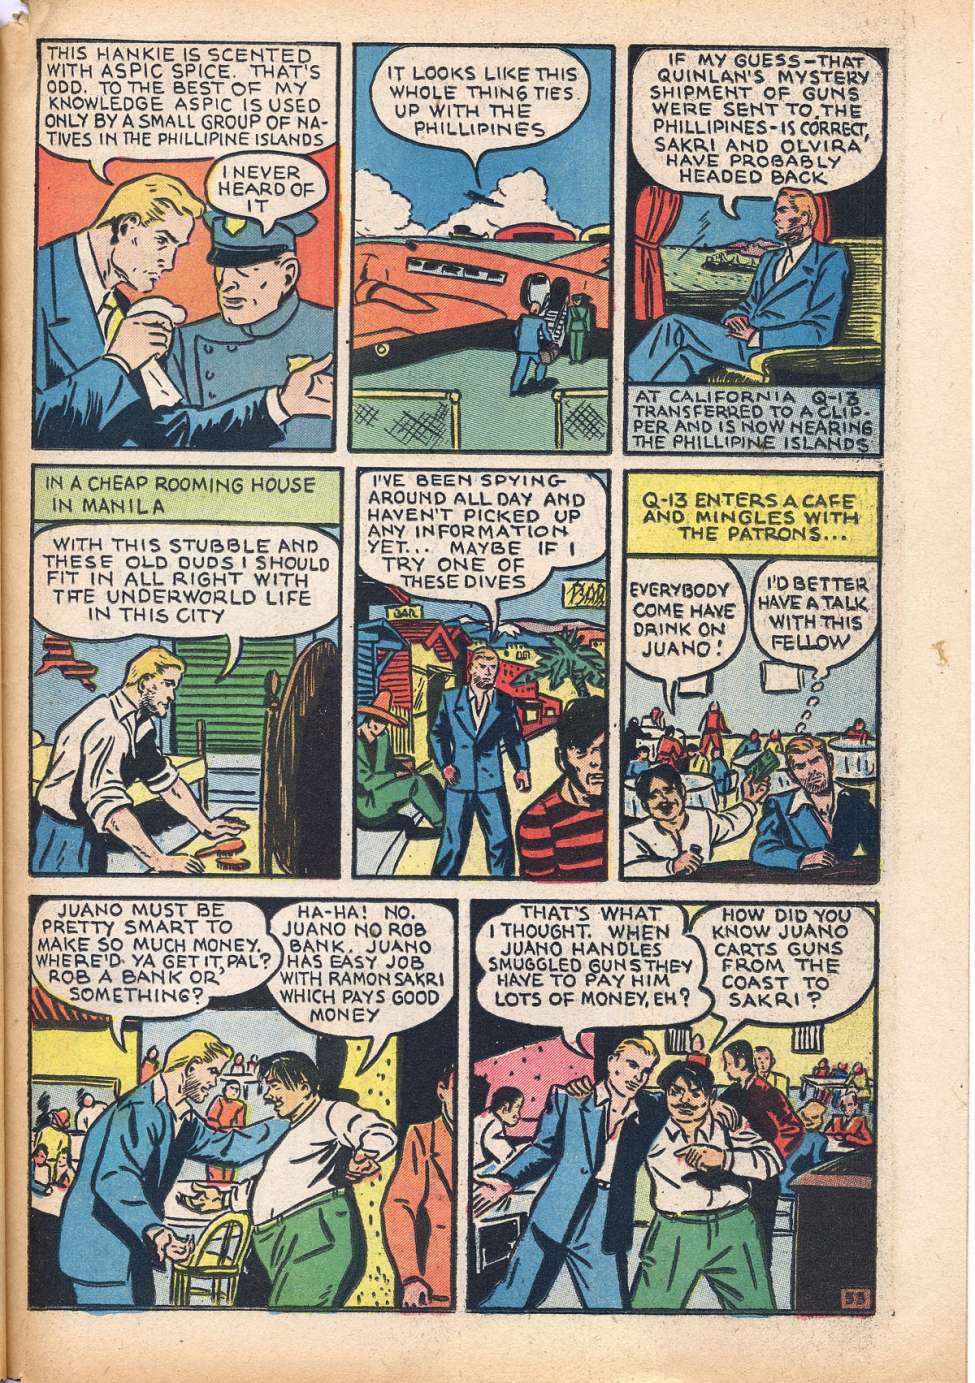 THIS HANKIE IS SCENTED
WITH ASPIC SPICE. THAT'S
ODD. TO THE BEST OF MY
KNOWLEDGE ASPIC IS USED
ONLY BY A SMALL GROUP OF NA-
TIVES IN THE PHILLIPINE ISLANDS
I NEVER
HEARD OF
IT
IT LOOKS LIKE THIS
WHOLE THING TIES
UP WITH THE
PHILLIPINES
IF MY GUESS-THAT
QUINLAN'S MYSTERY
SHIPMENT OF GUNS
WERE SENT TO THE
PHILLIPINES-IS CORRECT,
SAKRI AND OLVIRA
HAVE PROBABLY
HEADED BACK
AT CALIFORNIA Q-13
TRANSFERRED TO A CLIP-
PER AND IS NOW NEARING
THE PHILLIPINE ISLANDS
IN A CHEAP ROOMING HOUSE
IN MANILA
WITH THIS STUBBLE AND
THESE OLD DUDS I SHOULD
FIT IN ALL RIGHT WITH
THE UNDERWORLD LIFE
IN THIS CITY
I'VE BEEN SPYING
AROUND ALL DAY AND
HAVEN'T PICKED UP
ANY INFORMATION
YET... MAYBE IF I
TRY ONE OF
THESE DIVES
BAR
BAR
Q-13 ENTERS A CAFE
AND MINGLES WITH
THE PATRONS...
EVERYBODY
COME HAVE
DRINK ON
JUANO!
I'D BETTER
HAVE A TALK
WITH THIS
FELLOW
JUANO MUST BE
PRETTY SMART TO
MAKE SO MUCH MONEY.
WHERE'D YA GET IT, PAL?
ROB A BANK OR
SOMETHING?
HA-HA! NO.
JUANO NO ROB
BANK. JUANO
HAS EASY JOB
WITH RAMON SAKRI
WHICH PAYS GOOD
MONEY
THAT'S WHAT
I THOUGHT. WHEN
JUANO HANDLES
SMUGGLED GUNS THEY
HAVE TO PAY HIM
LOTS OF MONEY, EH?
HOW DID YOU
KNOW JUANO
CARTS GUNS
FROM THE
COAST TO
SAKRI?
53